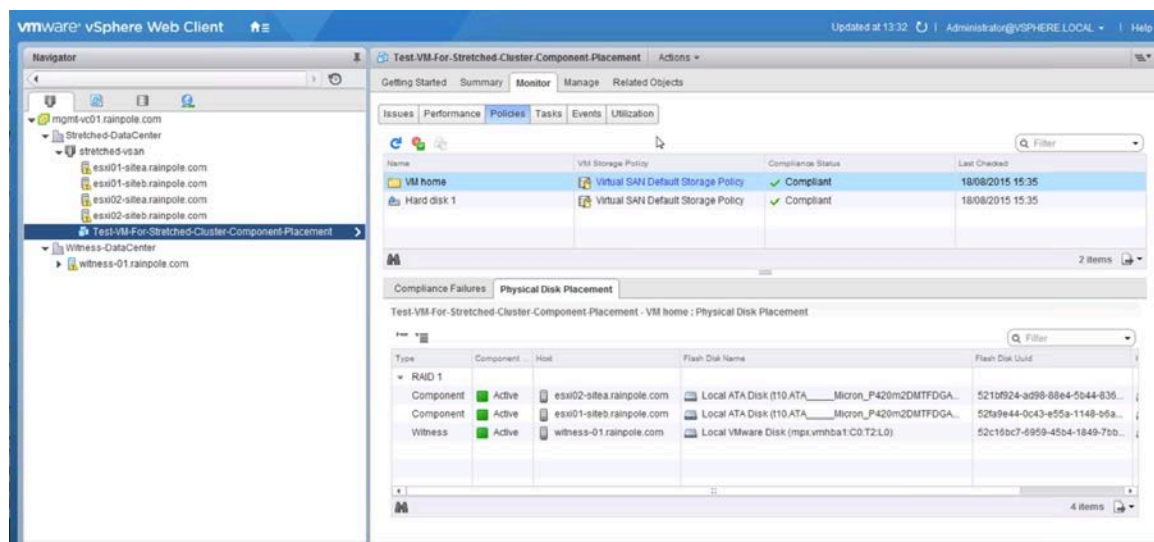 vmware® vSphere Web Client
Updated at 13:32 | Administrator@VSPHERE.LOCAL | Help
Navigator
mgmt-vc01.rainpole.com
Stretched-DataCenter
stretched-vsan
esxi01-sitea.rainpole.com
esxi01-siteb.rainpole.com
esxi02-sitea.rainpole.com
esxi02-siteb.rainpole.com
Test-VM-For-Stretched-Cluster-Component-Placement
Witness-DataCenter
witness-01.rainpole.com
Test-VM-For-Stretched-Cluster-Component-Placement Actions
Getting Started Summary Monitor Manage Related Objects
Issues Performance Policies Tasks Events Utilization
Filter
Name VM Storage Policy Compliance Status Last Checked
VM home Virtual SAN Default Storage Policy Compliant 18/08/2015 15:35
Hard disk 1 Virtual SAN Default Storage Policy Compliant 18/08/2015 15:35
2 items
Compliance Failures Physical Disk Placement
Test-VM-For-Stretched-Cluster-Component-Placement - VM home : Physical Disk Placement
Filter
Type Component ... Host Flash Disk Name Flash Disk Uuid
RAID 1
Component Active esxi02-sitea.rainpole.com Local ATA Disk (t10.ATA_____Micron_P420m2DMTFDGA... 521bf924-ad98-88e4-5b44-836...
Component Active esxi01-siteb.rainpole.com Local ATA Disk (t10.ATA_____Micron_P420m2DMTFDGA... 52fa9e44-0c43-e55a-1148-b6a...
Witness Active witness-01.rainpole.com Local VMware Disk (mpx.vmhba1:C0:T2:L0) 52c16bc7-6959-45b4-1849-7bb...
4 items